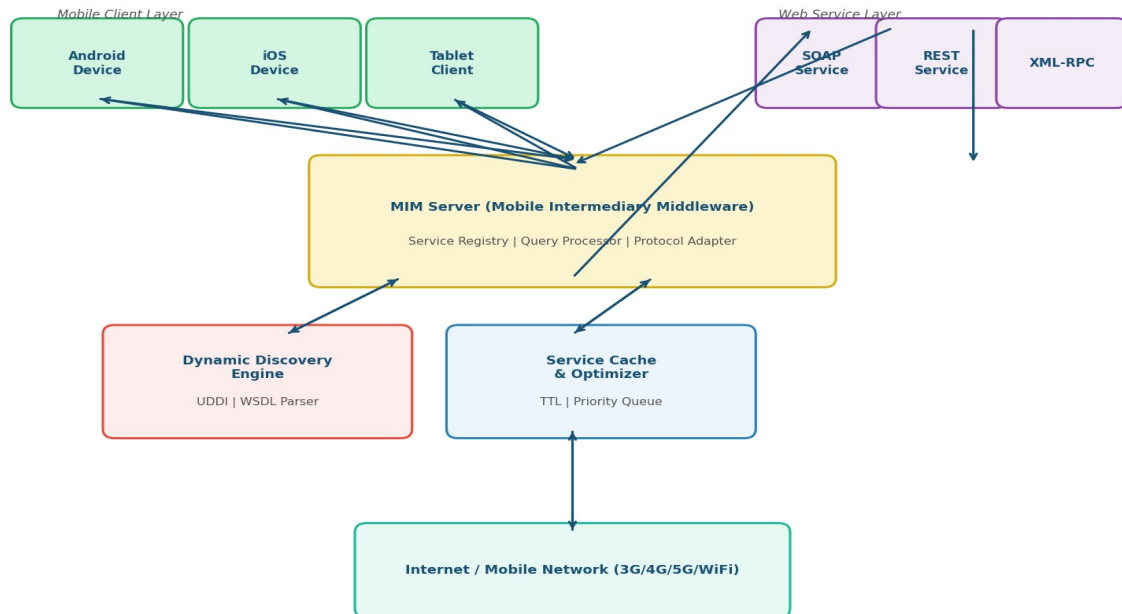 Mobile Client Layer
Web Service Layer
Android
Device
iOS
Device
Tablet
Client
SOAP
Service
REST
Service
XML-RPC
MIM Server (Mobile Intermediary Middleware)
Service Registry | Query Processor | Protocol Adapter
Dynamic Discovery
Engine
UDDI | WSDL Parser
Service Cache
& Optimizer
TTL | Priority Queue
Internet / Mobile Network (3G/4G/5G/WiFi)